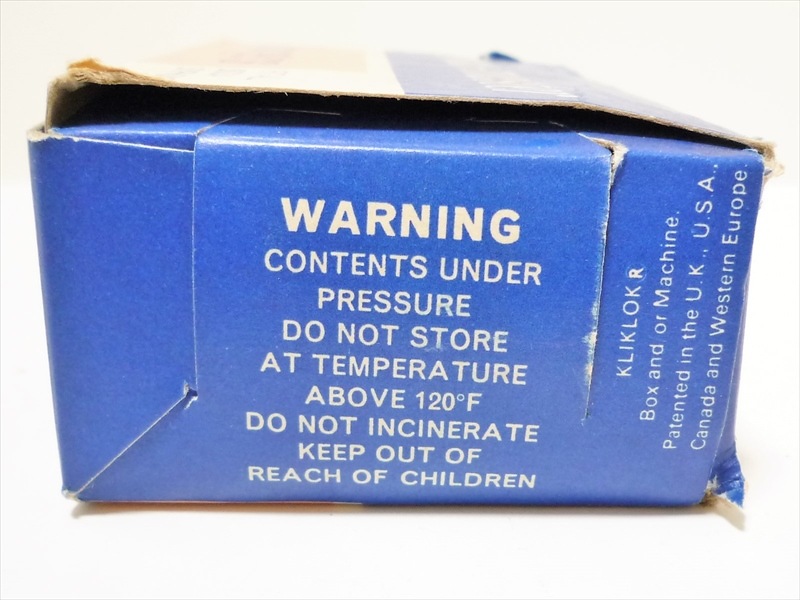 WARNING
CONTENTS UNDER
PRESSURE
DO NOT STORE
AT TEMPERATURE
ABOVE 120°F
DO NOT INCINERATE
KEEP OUT OF
REACH OF CHILDREN
KLIKLOK R
Box and or Machine.
Patented in the U.K., U.S.A.,
Canada and Western Europe